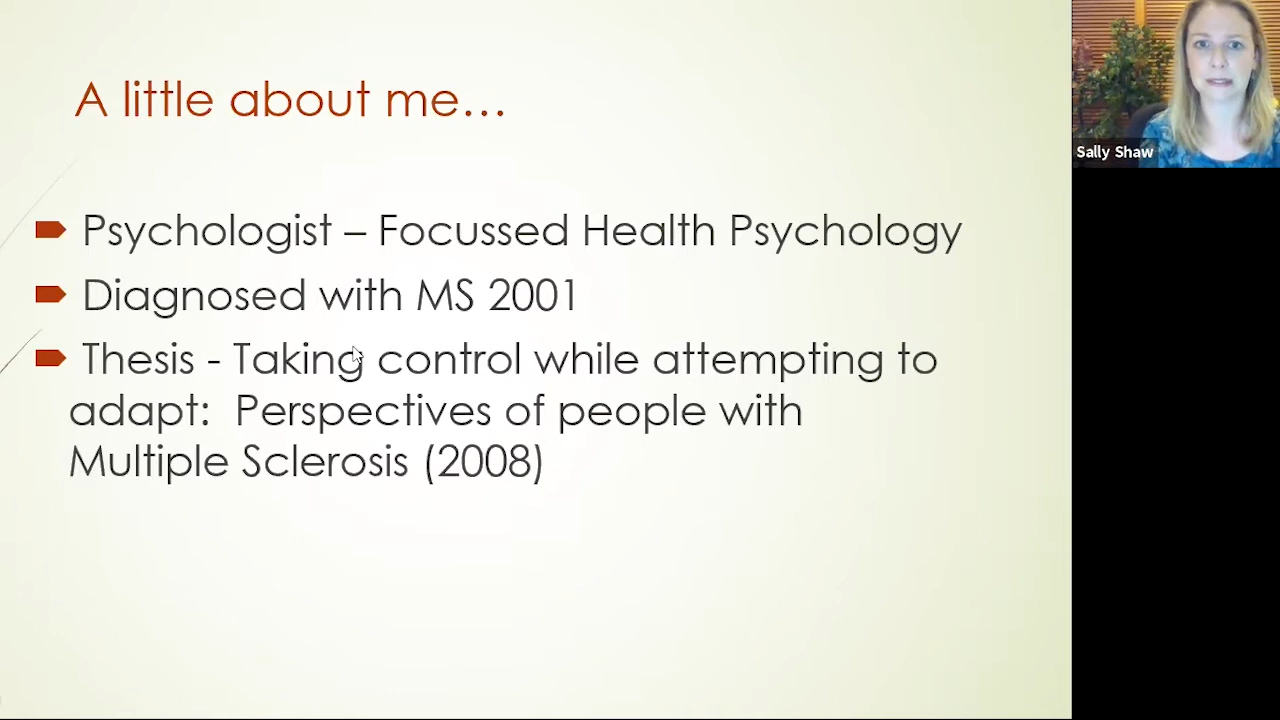 A little about me…
Sally Shaw
Psychologist – Focussed Health Psychology
Diagnosed with MS 2001
Thesis - Taking control while attempting to
adapt:  Perspectives of people with
Multiple Sclerosis (2008)